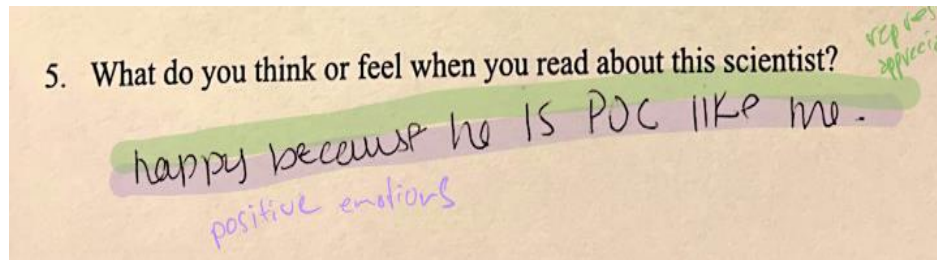 5. What do you think or feel when you read about this scientist?
happy because he IS POC like me.
positive emotions